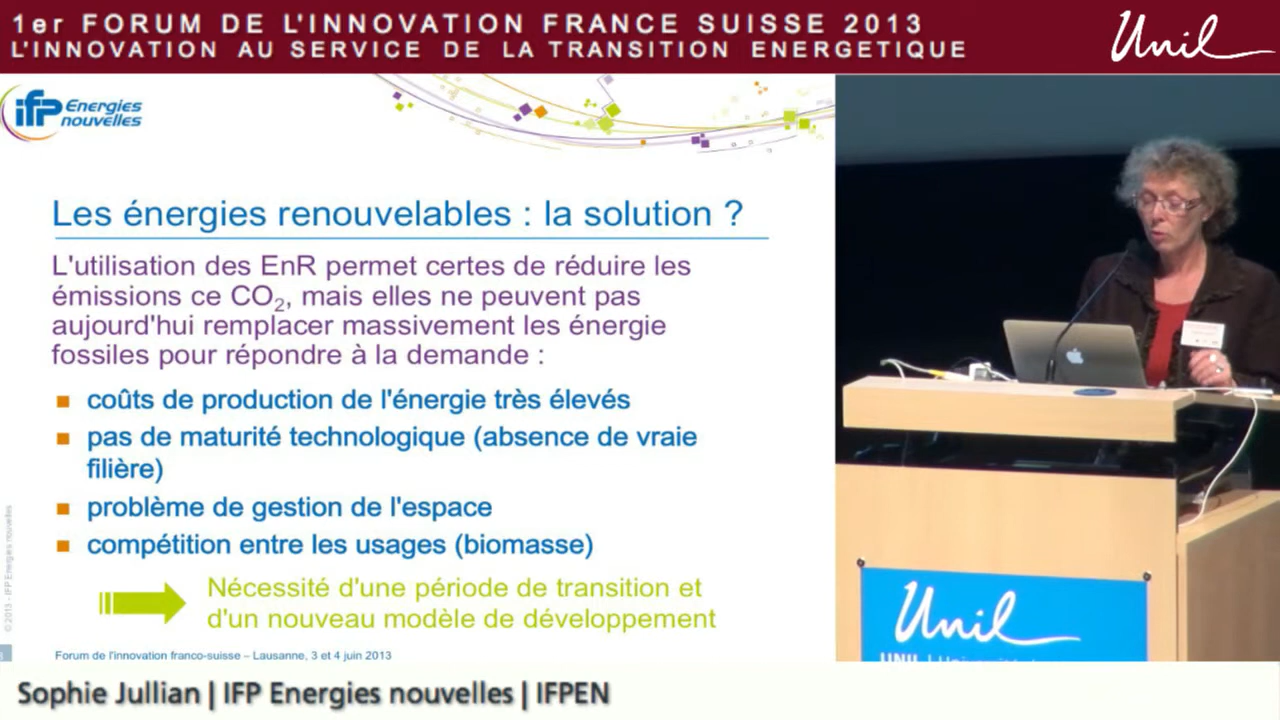 1er FORUM DE L'INNOVATION FRANCE SUISSE 2013
L'INNOVATION AU SERVICE DE LA TRANSITION ENERGETIQUE
Unil
ifp Energies
nouvelles
Les énergies renouvelables : la solution ?
L'utilisation des EnR permet certes de réduire les
émissions ce CO₂, mais elles ne peuvent pas
aujourd'hui remplacer massivement les énergie
fossiles pour répondre à la demande :
coûts de production de l'énergie très élevés
pas de maturité technologique (absence de vraie
filière)
problème de gestion de l'espace
compétition entre les usages (biomasse)
Nécessité d'une période de transition et
d'un nouveau modèle de développement
© 2013 - IFP Energies nouvelles
Forum de l'innovation franco-suisse – Lausanne, 3 et 4 juin 2013
Unil
Sophie Jullian | IFP Energies nouvelles | IFPEN